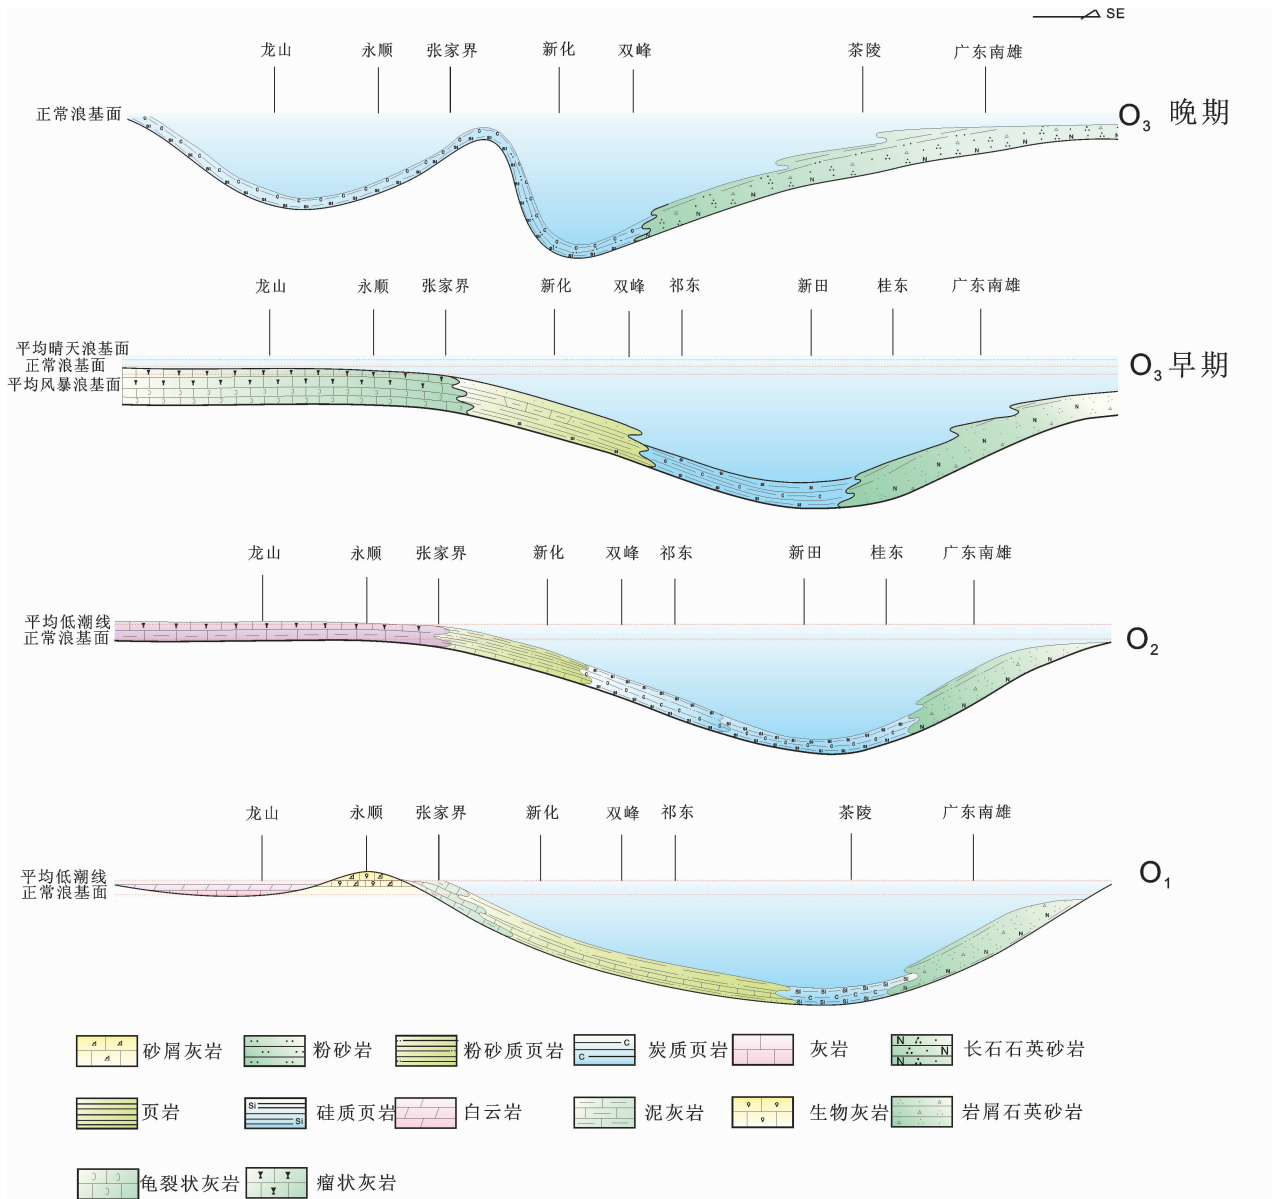 SE
龙山 永顺 张家界 新化 双峰 茶陵 广东南雄
正常浪基面
O3 晚期
龙山 永顺 张家界 新化 双峰 祁东 新田 桂东 广东南雄
平均晴天浪基面
正常浪基面
平均风暴浪基面
O3 早期
龙山 永顺 张家界 新化 双峰 祁东 新田 桂东 广东南雄
平均低潮线
正常浪基面
O2
龙山 永顺 张家界 新化 双峰 祁东 茶陵 广东南雄
平均低潮线
正常浪基面
O1
砂屑灰岩 粉砂岩 粉砂质页岩 炭质页岩 灰岩 长石石英砂岩
页岩 硅质页岩 白云岩 泥灰岩 生物灰岩 岩屑石英砂岩
龟裂状灰岩 瘤状灰岩